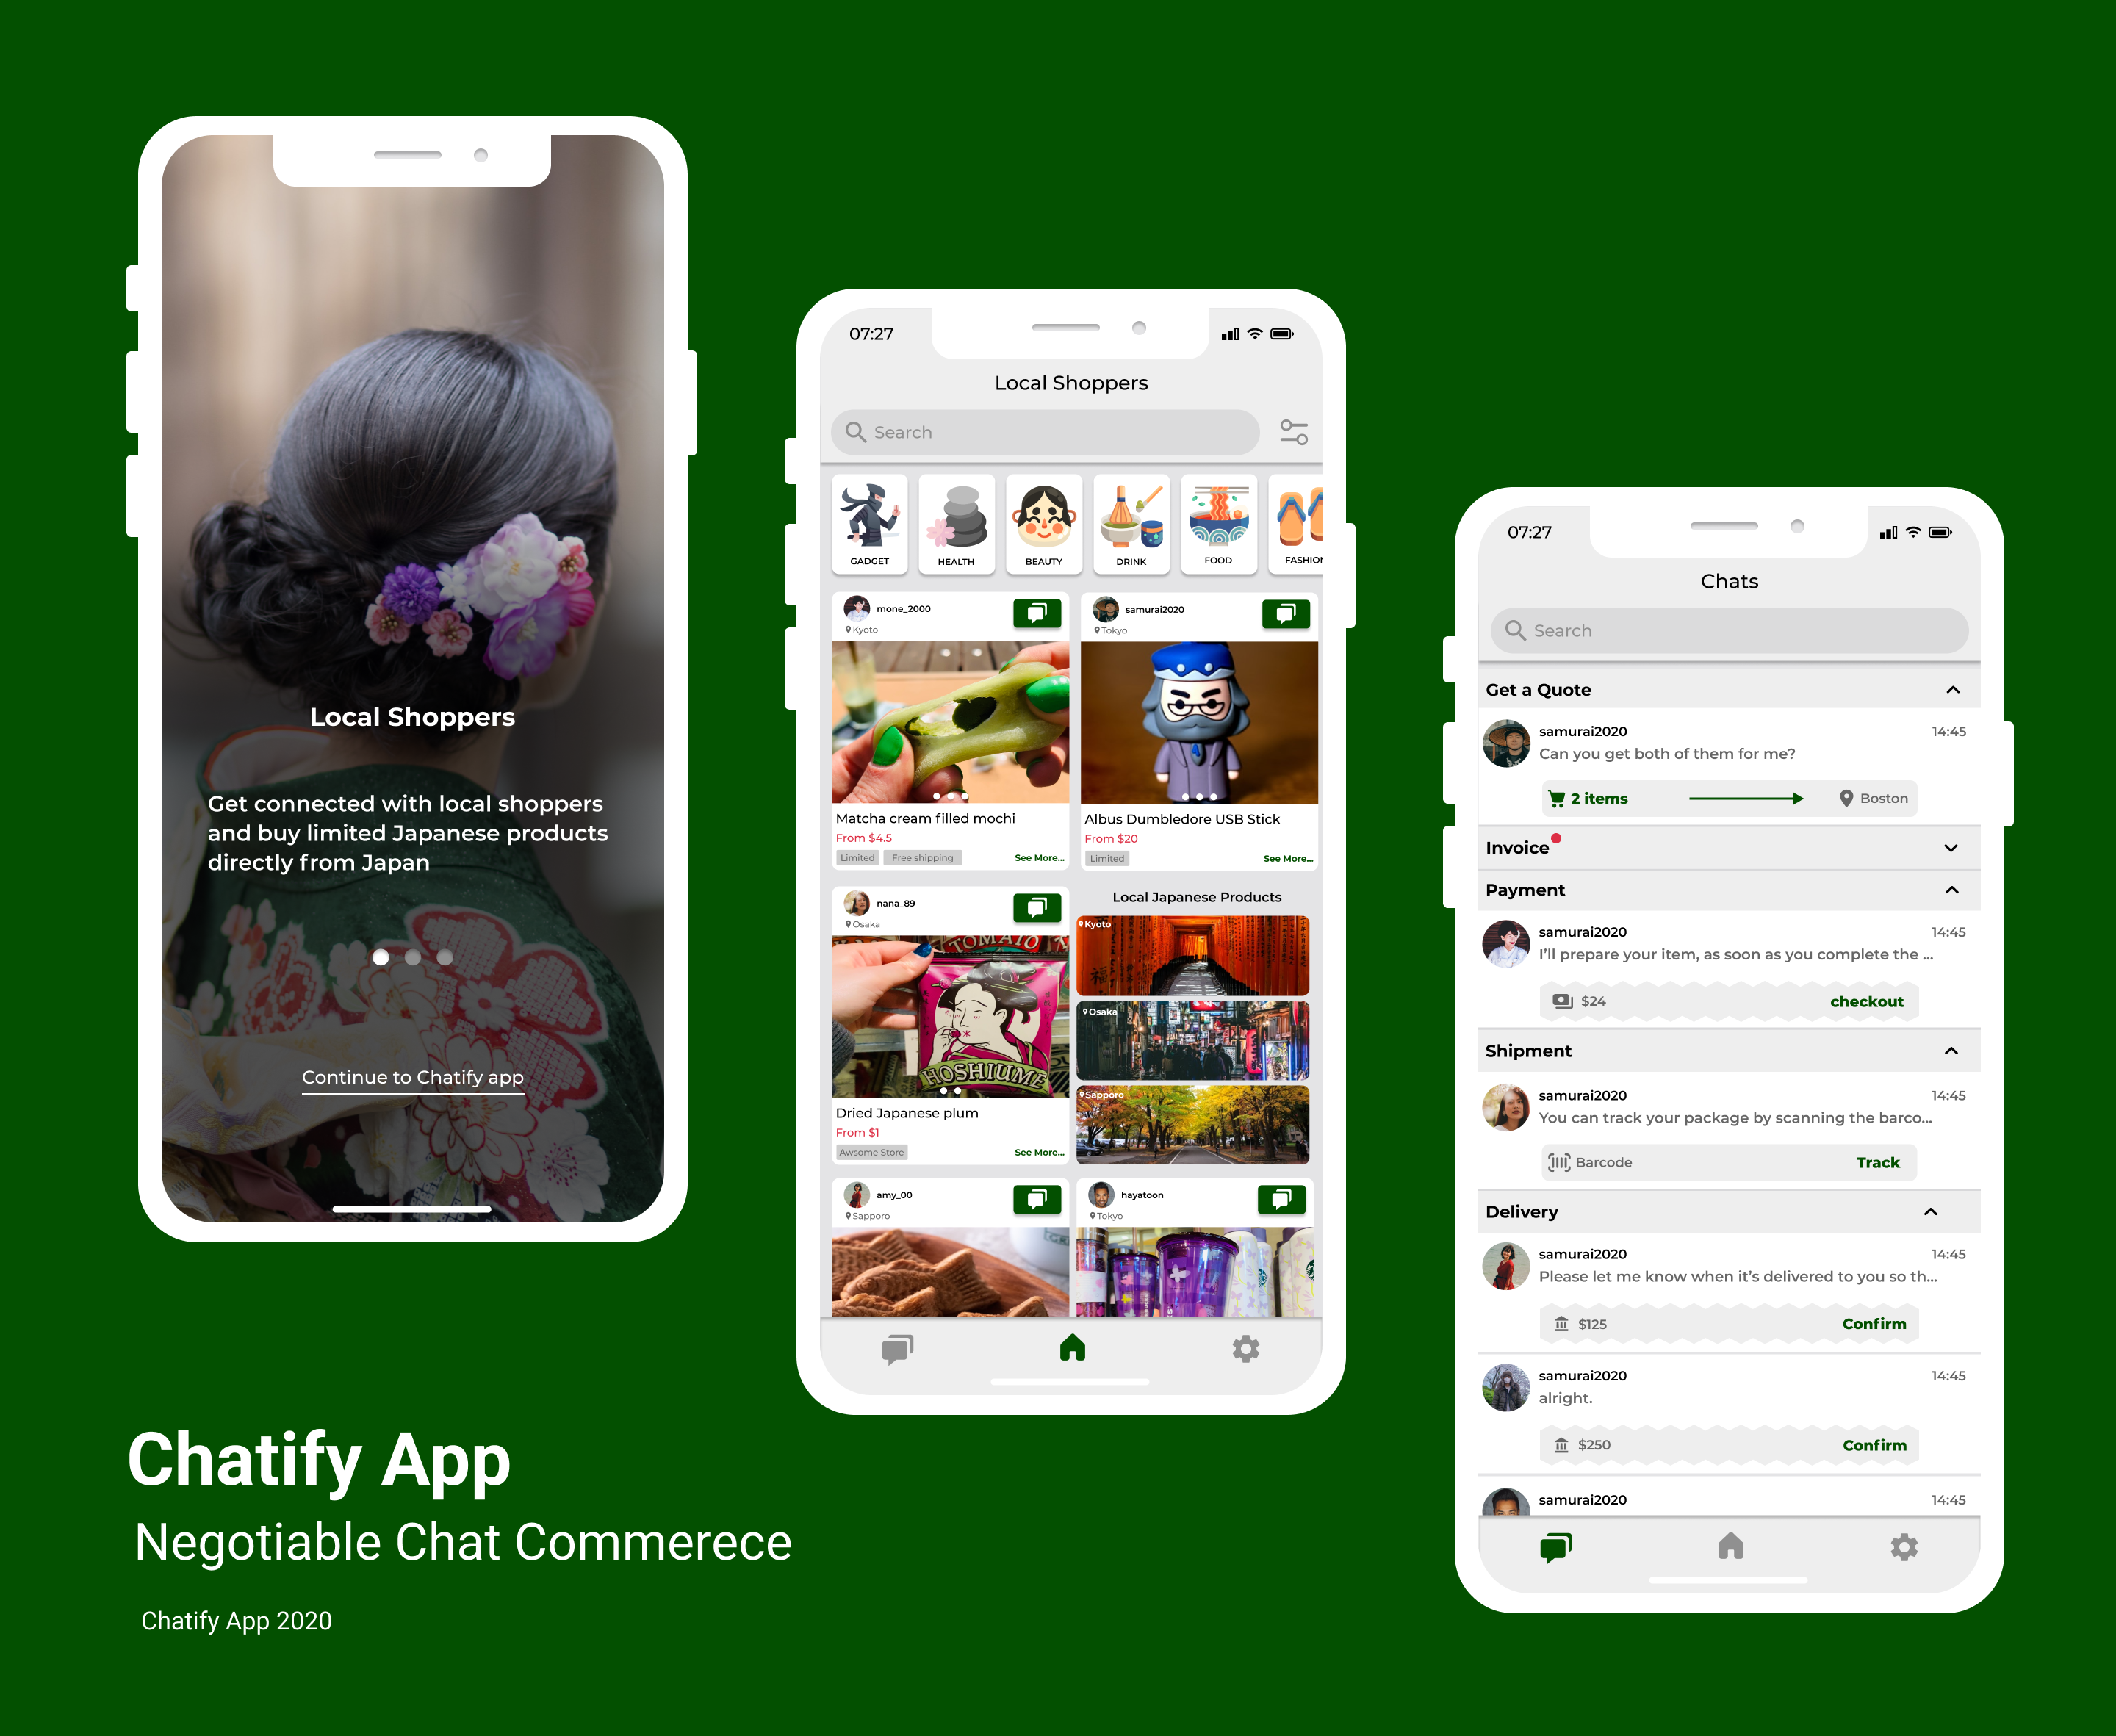 Local Shoppers
Get connected with local shoppers
and buy limited Japanese products
directly from Japan
Continue to Chatify app
07:27
Local Shoppers
Search
GADGET
HEALTH
BEAUTY
DRINK
FOOD
FASHION
mone_2000
Kyoto
Matcha cream filled mochi
From $4.5
Limited
Free shipping
See More...
samurai2020
Tokyo
Albus Dumbledore USB Stick
From $20
Limited
See More...
nana_89
Osaka
TOMATO
HOSHIUME
Dried Japanese plum
From $1
Awsome Store
See More...
Local Japanese Products
Kyoto
Osaka
Sapporo
amy_00
Sapporo
hayatoon
Tokyo
07:27
Chats
Search
Get a Quote
samurai2020
14:45
Can you get both of them for me?
2 items
Boston
Invoice
Payment
samurai2020
14:45
I'll prepare your item, as soon as you complete the ...
$24
checkout
Shipment
samurai2020
14:45
You can track your package by scanning the barco...
Barcode
Track
Delivery
samurai2020
14:45
Please let me know when it's delivered to you so th...
$125
Confirm
samurai2020
14:45
alright.
$250
Confirm
samurai2020
14:45
Chatify App
Negotiable Chat Commerece
Chatify App 2020